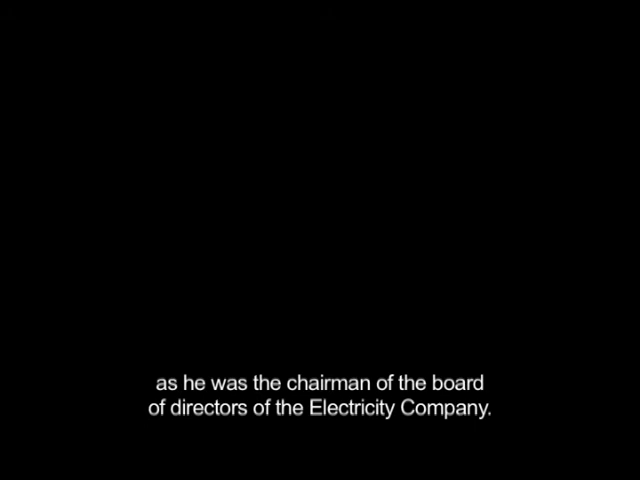 as he was the chairman of the board
of directors of the Electricity Company.